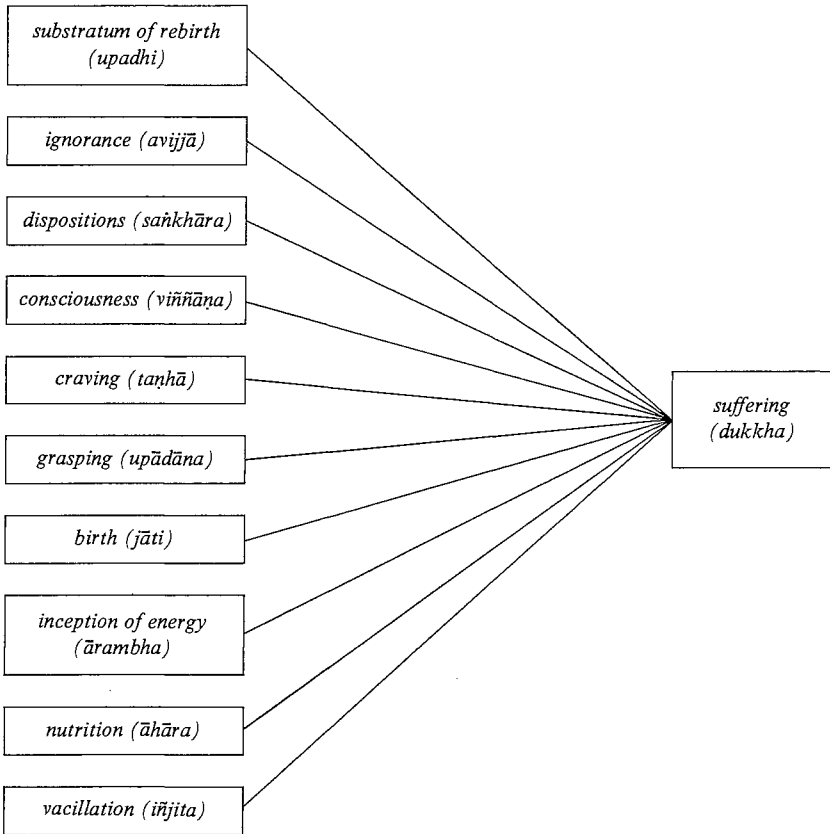 substratum of rebirth
(upadhi)
ignorance (avijjā)
dispositions (saṅkhāra)
consciousness (viññāṇa)
craving (taṇhā)
grasping (upādāna)
birth (jāti)
inception of energy
(ārambha)
nutrition (āhāra)
vacillation (iñjita)
suffering
(dukkha)